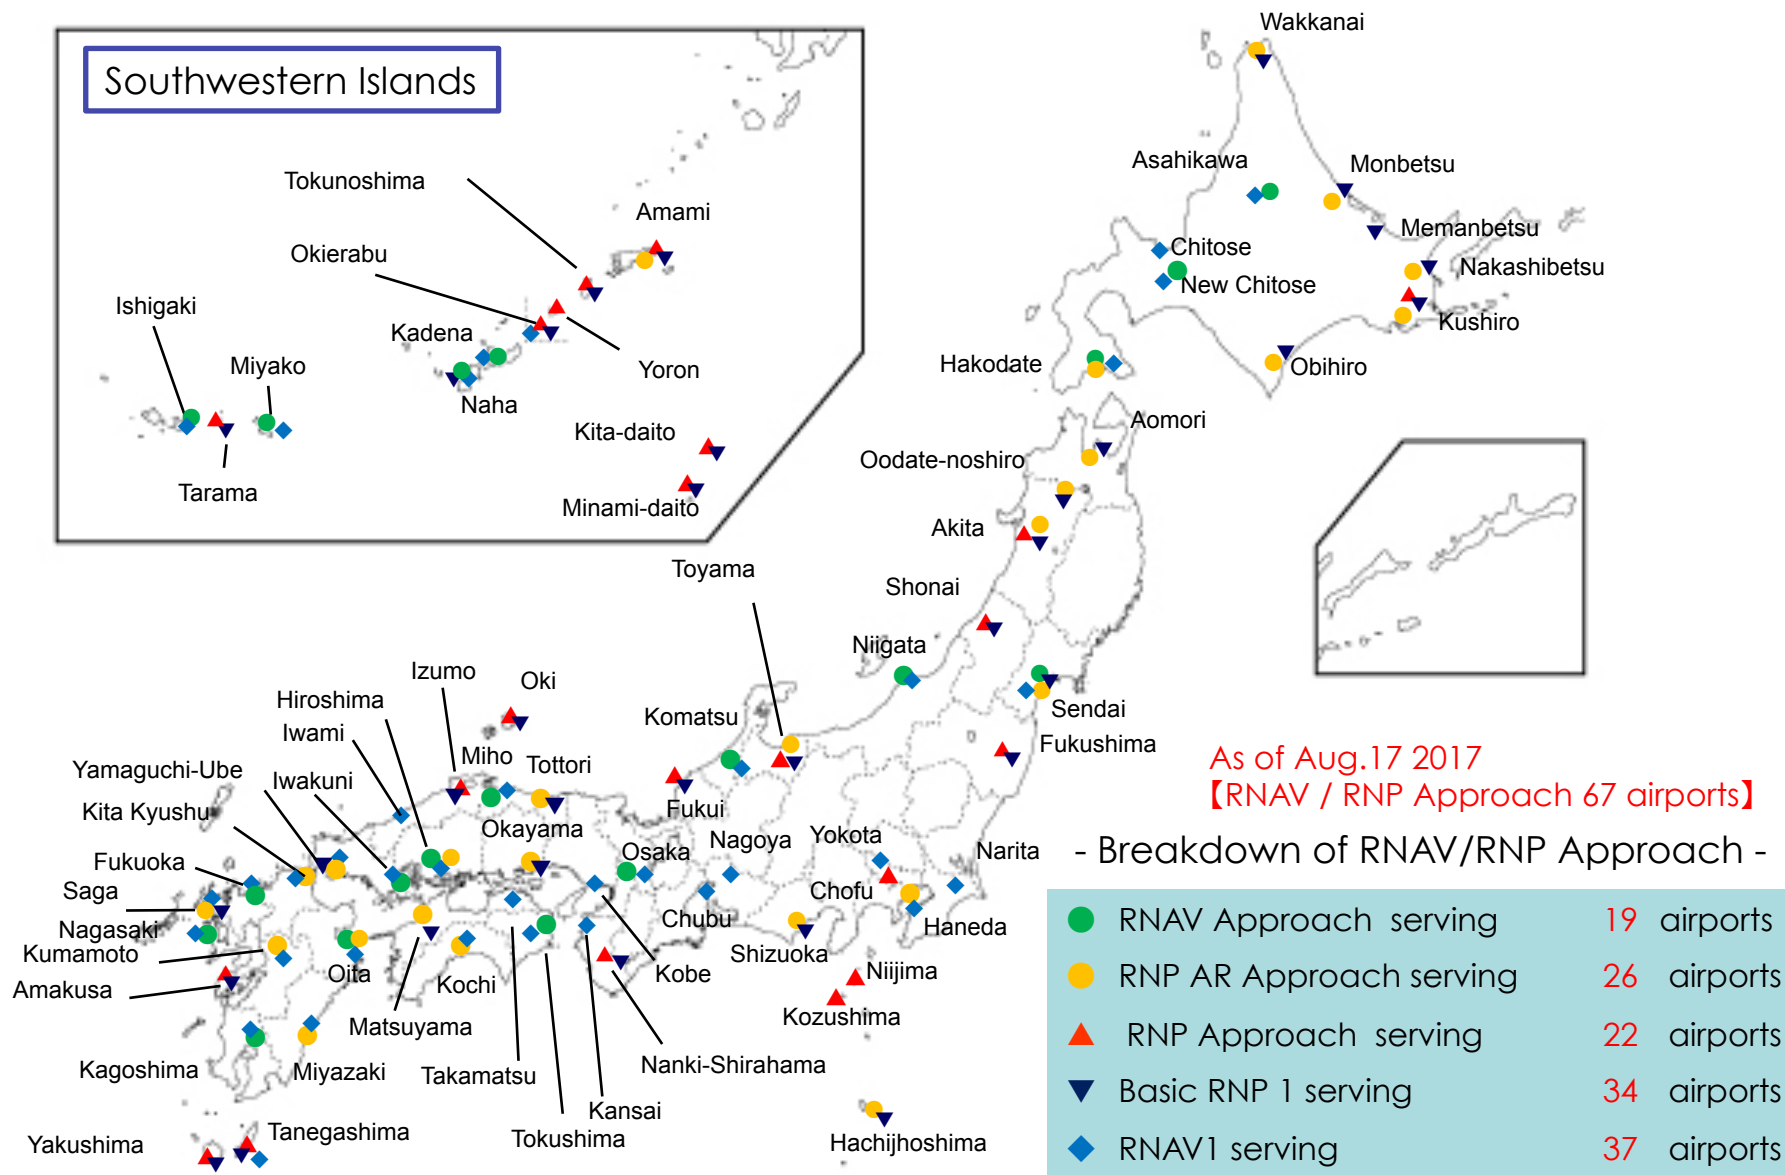 Southwestern Islands
Tokunoshima
Amami
Okierabu
Ishigaki
Kadena
Miyako
Yoron
Naha
Kita-daito
Tarama
Minami-daito
Wakkanai
Asahikawa
Monbetsu
Memanbetsu
Chitose
Nakashibetsu
New Chitose
Kushiro
Hakodate
Obihiro
Aomori
Oodate-noshiro
Akita
Toyama
Shonai
Niigata
Izumo
Oki
Hiroshima
Komatsu
Sendai
Iwami
Fukushima
Miho
Tottori
Yamaguchi-Ube
Iwakuni
Kita Kyushu
Fukui
Okayama
Nagoya
Yokota
Fukuoka
Osaka
Narita
Saga
Chofu
Nagasaki
Chubu
Haneda
Kumamoto
Shizuoka
Oita
Kobe
Niijima
Amakusa
Kochi
Kozushima
Matsuyama
Nanki-Shirahama
Kagoshima
Miyazaki
Takamatsu
Kansai
Tokushima
Yakushima
Tanegashima
Hachijhoshima
As of Aug.17 2017
【RNAV / RNP Approach 67 airports】
- Breakdown of RNAV/RNP Approach -
RNAV Approach serving 19 airports
RNP AR Approach serving 26 airports
RNP Approach serving 22 airports
Basic RNP 1 serving 34 airports
RNAV1 serving 37 airports